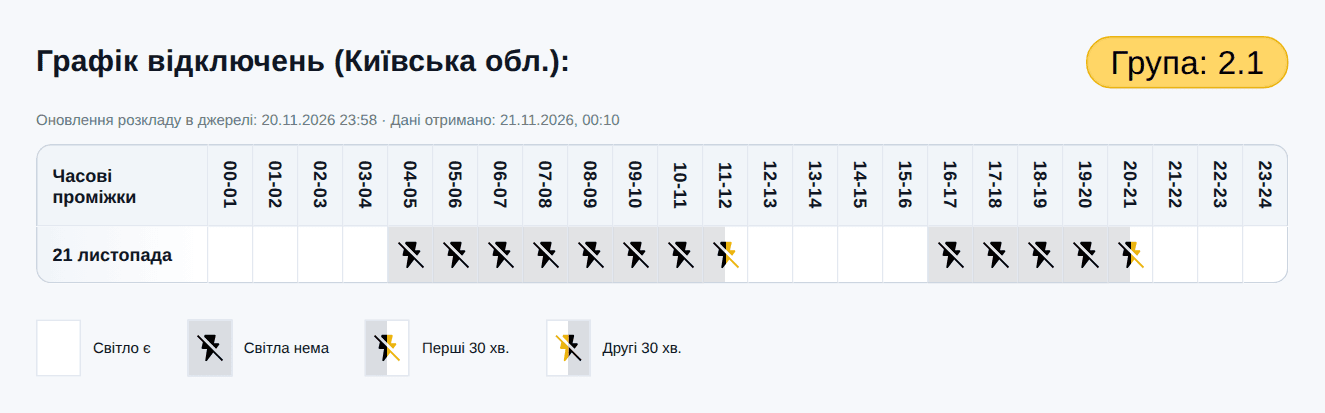 Графік відключень (Київська обл.):
Група: 2.1
Оновлення розкладу в джерелі: 20.11.2026 23:58 · Дані отримано: 21.11.2026, 00:10
Часові проміжки 00-01 01-02 02-03 03-04 04-05 05-06 06-07 07-08 08-09 09-10 10-11 11-12 12-13 13-14 14-15 15-16 16-17 17-18 18-19 19-20 20-21 21-22 22-23 23-24
21 листопада
Світло є Світла нема Перші 30 хв. Другі 30 хв.